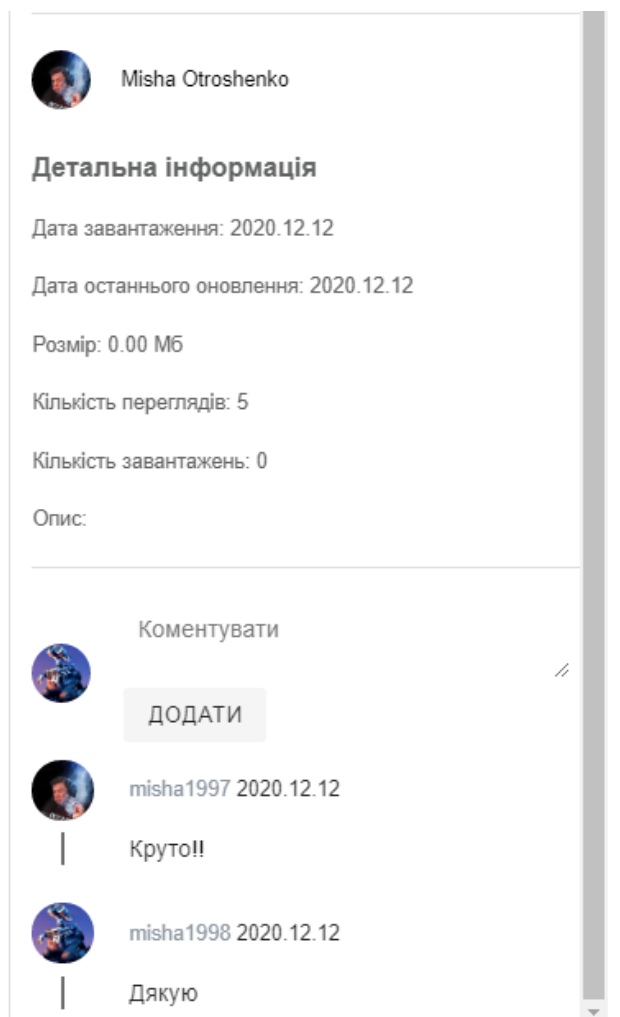 Misha Otroshenko
Детальна інформація
Дата завантаження: 2020.12.12
Дата останнього оновлення: 2020.12.12
Розмір: 0.00 Мб
Кількість переглядів: 5
Кількість завантажень: 0
Опис:
Коментувати
ДОДАТИ
misha1997 2020.12.12
Круто!!
misha1998 2020.12.12
Дякую